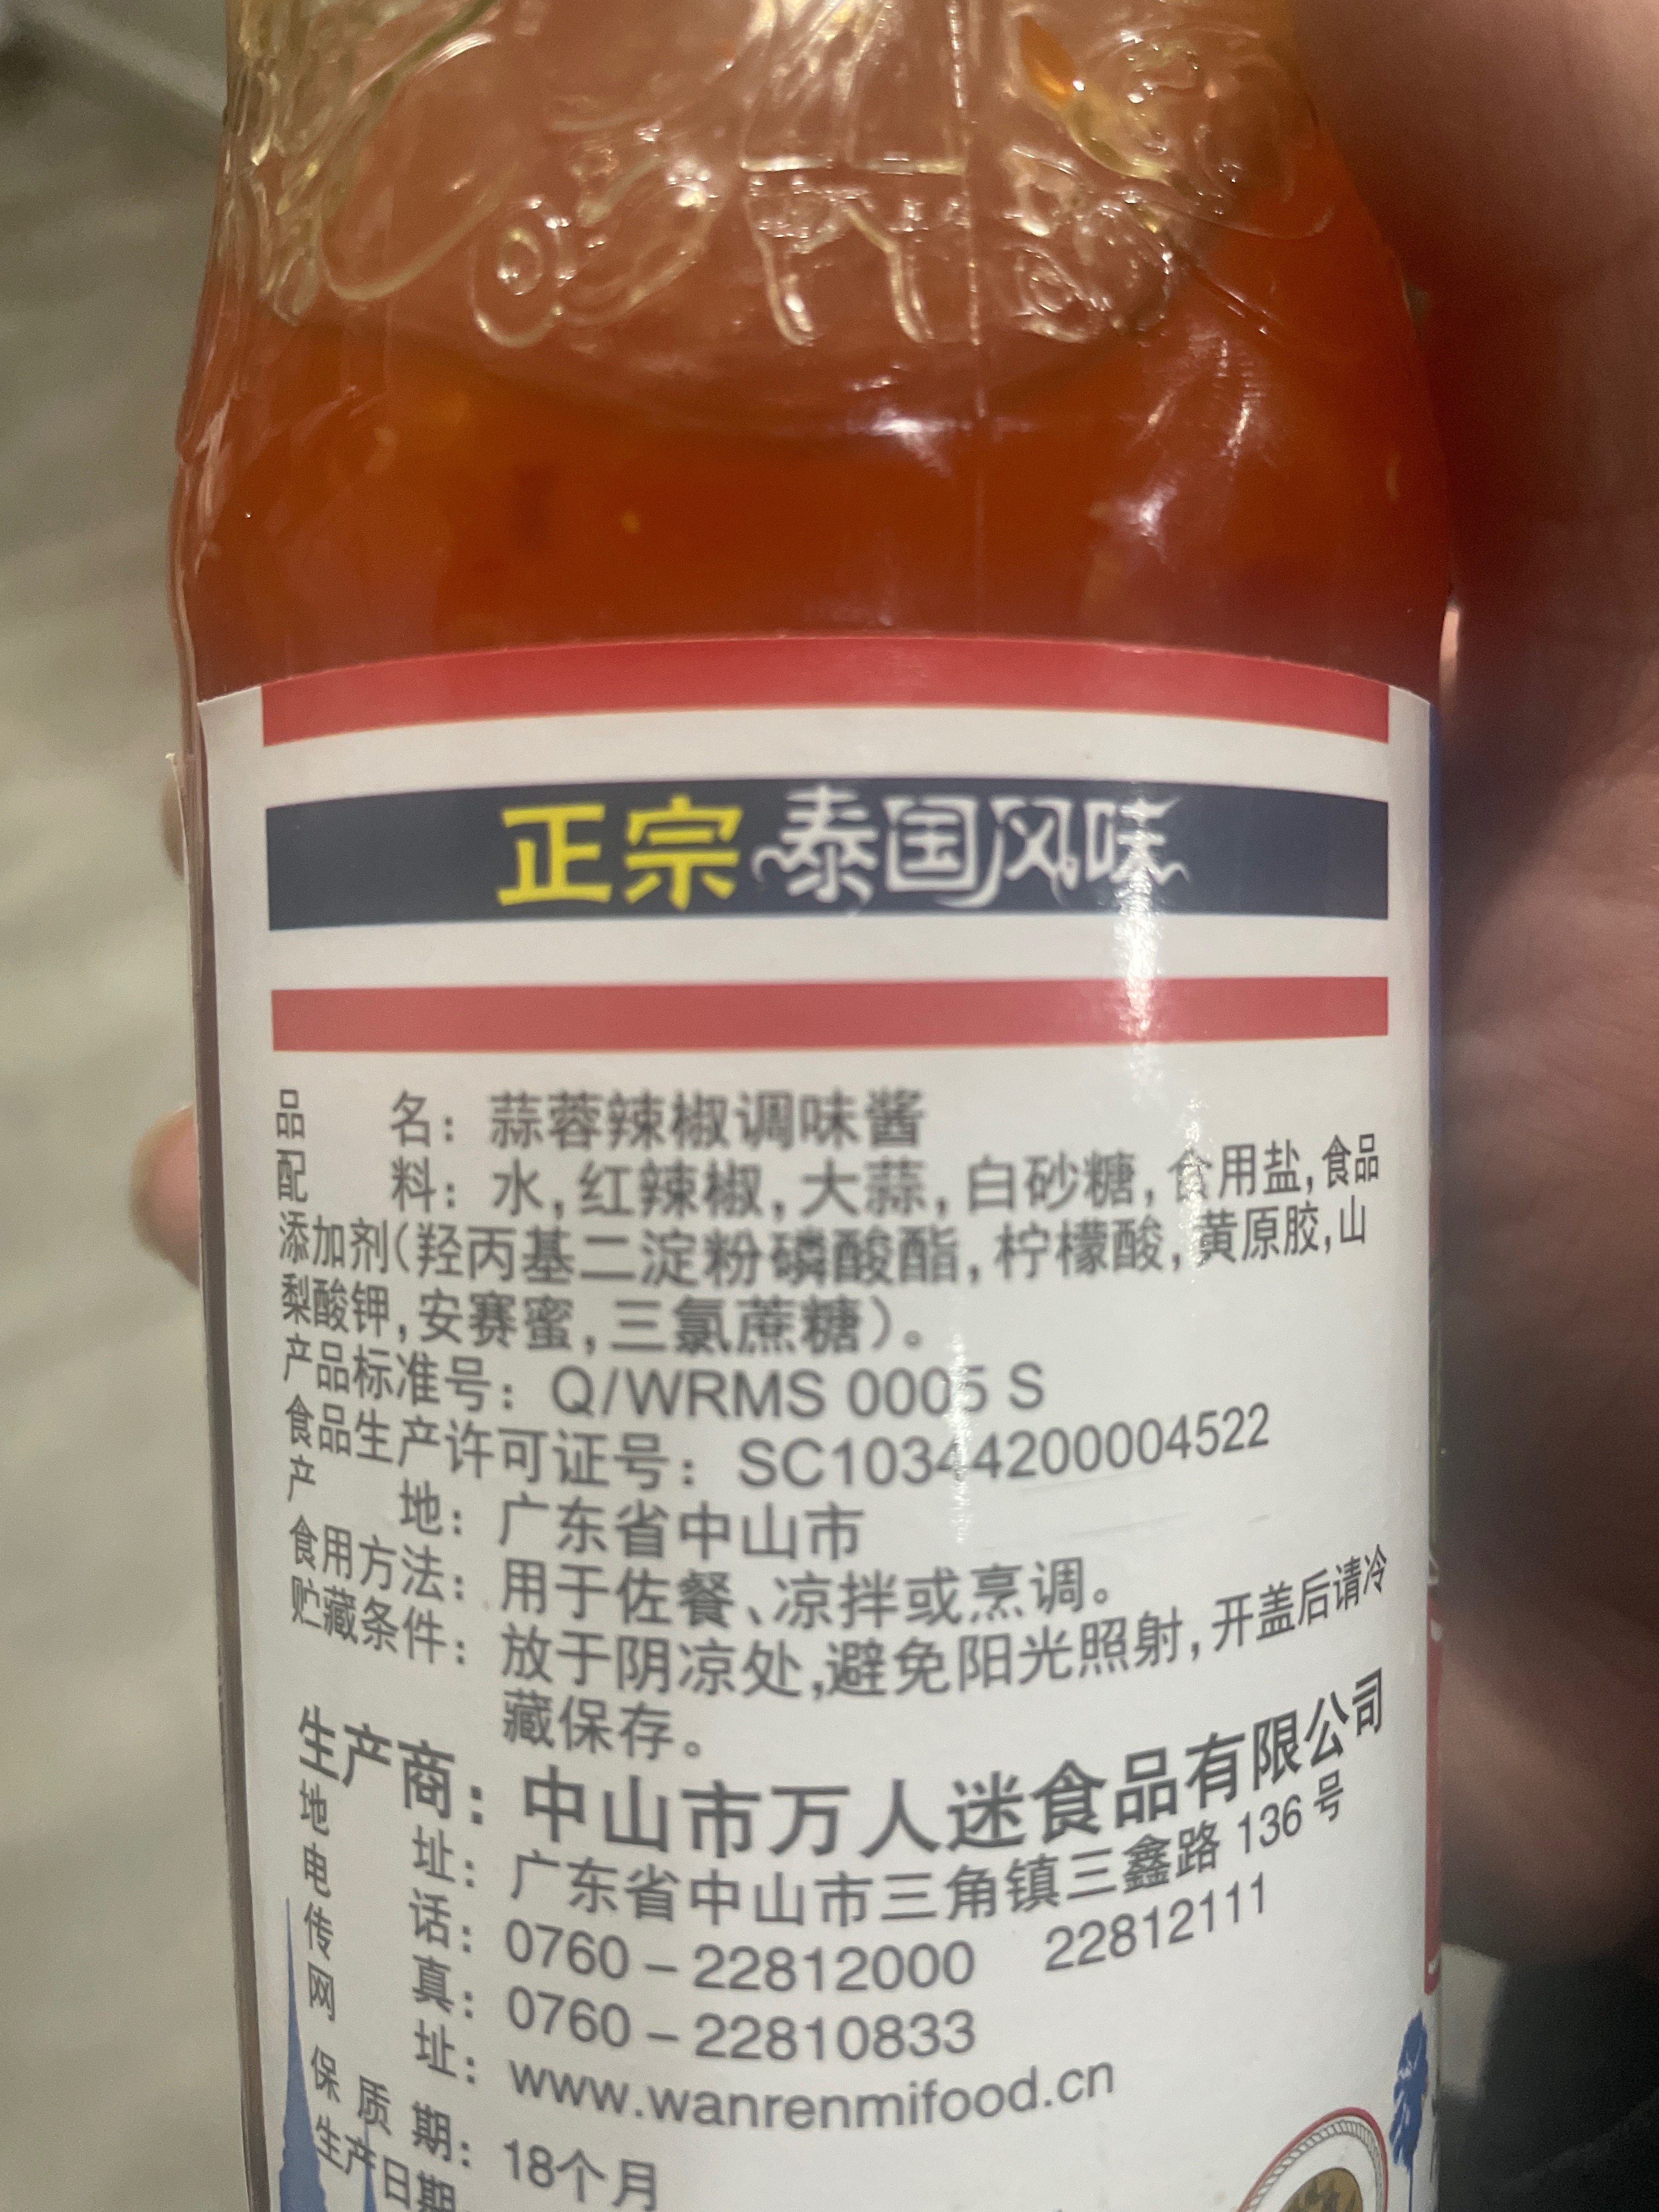 正宗泰国风味
品 名：蒜蓉辣椒调味酱
配 料：水，红辣椒，大蒜，白砂糖，食用盐，食品
添加剂（羟丙基二淀粉磷酸酯，柠檬酸，黄原胶，山
梨酸钾，安赛蜜，三氯蔗糖）。
产品标准号：Q/WRMS 0005 S
食品生产许可证号：SC10344200004522
产 地：广东省中山市
食用方法：用于佐餐、凉拌或烹调。
贮藏条件：放于阴凉处，避免阳光照射，开盖后请冷
藏保存。
生产商：中山市万人迷食品有限公司
地 址：广东省中山市三角镇三鑫路 136 号
电 话：0760－22812000 22812111
传 真：0760－22810833
网 址：www.wanrenmifood.cn
保 质 期：18个月
生产日期：